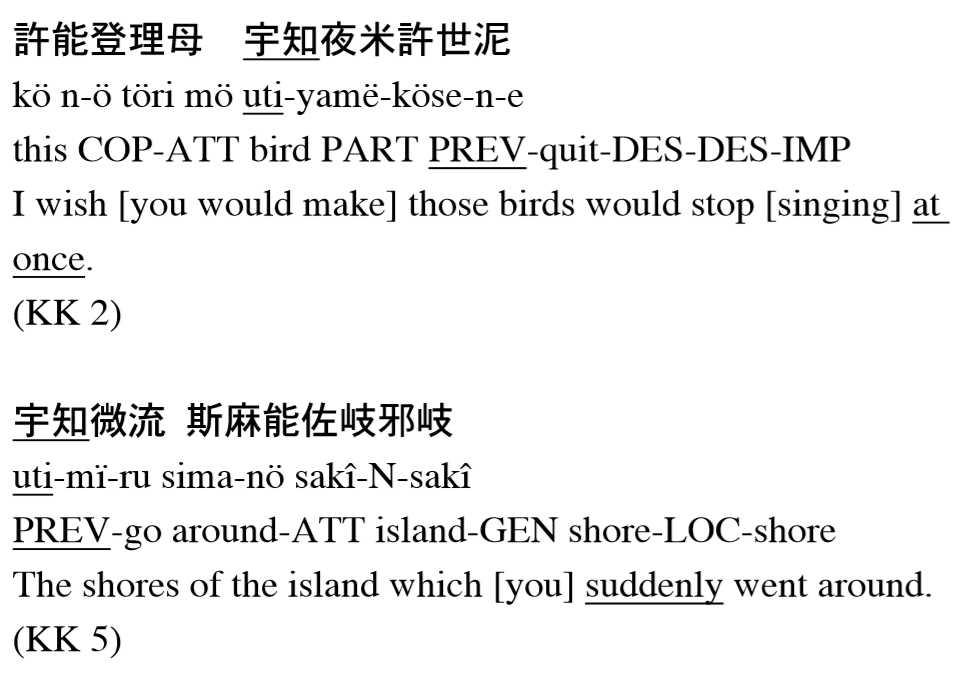 許能登理母　宇知夜米許世泥
kö n-ö töri mö uti-yamë-köse-n-e
this COP-ATT bird PART PREV-quit-DES-DES-IMP
I wish [you would make] those birds would stop [singing] at
once.
(KK 2)
宇知微流 斯麻能佐岐邪岐
uti-mï-ru sima-nö sakî-N-sakî
PREV-go around-ATT island-GEN shore-LOC-shore
The shores of the island which [you] suddenly went around.
(KK 5)